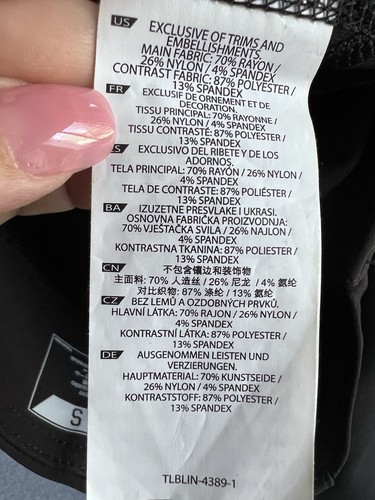 US EXCLUSIVE OF TRIMS AND
EMBELLISHMENTS.
MAIN FABRIC: 70% RAYON /
26% NYLON / 4% SPANDEX
CONTRAST FABRIC: 87% POLYESTER /
13% SPANDEX
FR EXCLUSIF DE ORNEMENT ET DE
DECORATION.
TISSU PRINCIPAL: 70% RAYONNE /
26% NYLON / 4% SPANDEX
TISSU CONTRASTÉ: 87% POLYESTER /
13% SPANDEX
S EXCLUSIVO DEL RIBETE Y DE LOS
ADORNOS.
TELA PRINCIPAL: 70% RAYÓN / 26% NYLON /
4% SPANDEX
TELA DE CONTRASTE: 87% POLIÉSTER /
13% SPANDEX
BA IZUZETNE PRESVLAKE I UKRASI.
OSNOVNA FABRIČKA PROIZVODNJA:
70% VJEŠTAČKA SVILA / 26% NAJLON /
4% SPANDEX
KONTRASTNA TKANINA: 87% POLIESTER /
13% SPANDEX
CN 不包含镶边和装饰物
主面料: 70% 人造丝 / 26% 尼龙 / 4% 氨纶
对比织物: 87% 涤纶 / 13% 氨纶
CZ BEZ LEMŮ A OZDOBNÝCH PRVKŮ.
HLAVNÍ LÁTKA: 70% RAJON / 26% NYLON /
4% SPANDEX
KONTRASTNÍ LÁTKA: 87% POLYESTER /
13% SPANDEX
DE AUSGENOMMEN LEISTEN UND
VERZIERUNGEN.
HAUPTMATERIAL: 70% KUNSTSEIDE /
26% NYLON / 4% SPANDEX
KONTRASTSTOFF: 87% POLYESTER /
13% SPANDEX
S
TLBLIN-4389-1